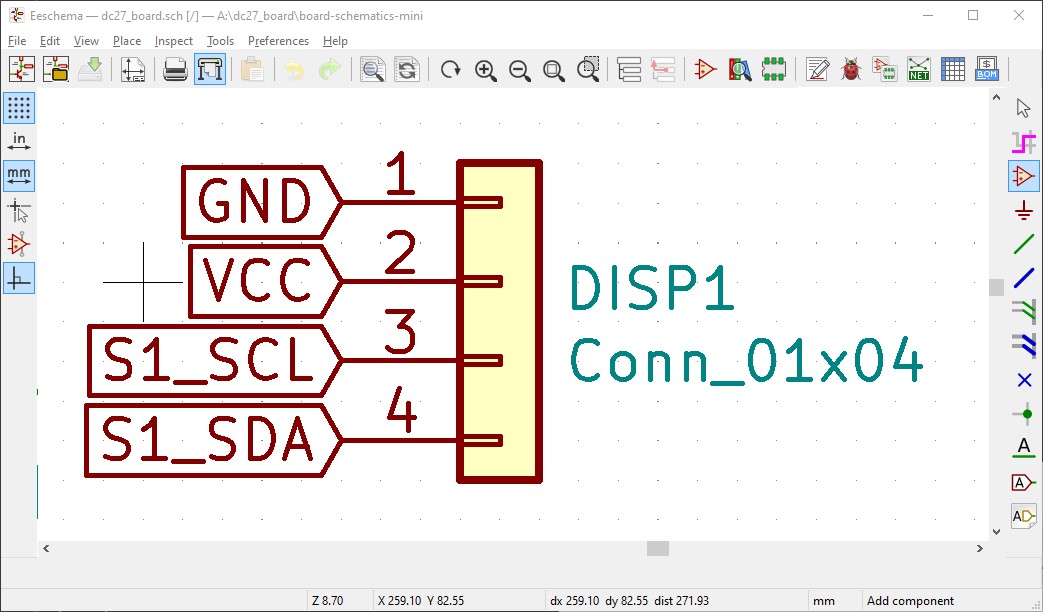 Eeschema — dc27_board.sch [/] — A:\dc27_board\board-schematics-mini
File Edit View Place Inspect Tools Preferences Help
NET
$
BOM
in
mm
GND 1
VCC 2
S1_SCL 3
S1_SDA 4
DISP1
Conn_01x04
A
A
AD
Z 8.70 X 259.10 Y 82.55 dx 259.10 dy 82.55 dist 271.93 mm Add component